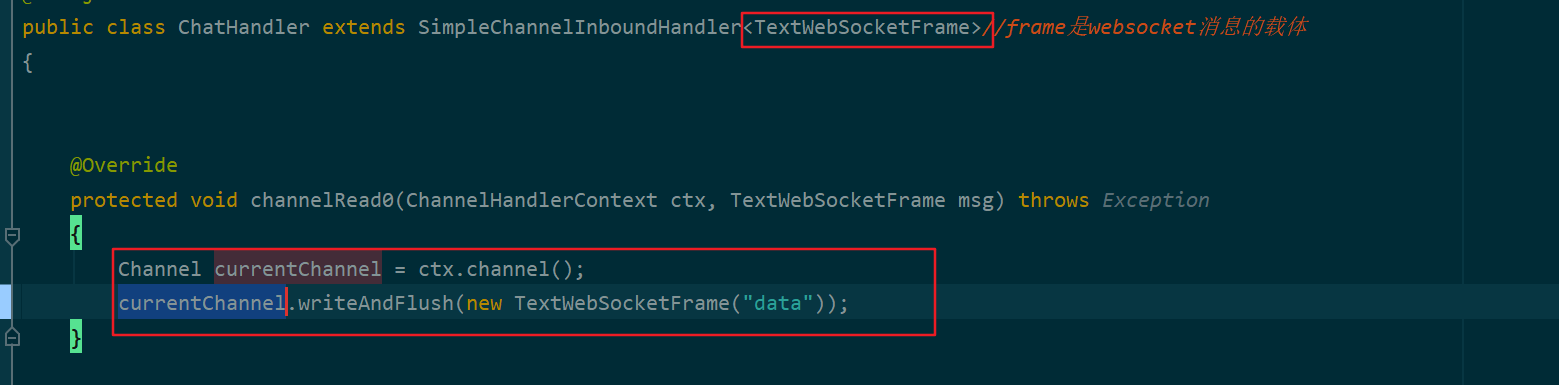 public class ChatHandler extends SimpleChannelInboundHandler<TextWebSocketFrame>//frame是websocket消息的载体
{
@Override
protected void channelRead0(ChannelHandlerContext ctx, TextWebSocketFrame msg) throws Exception
{
Channel currentChannel = ctx.channel();
currentChannel.writeAndFlush(new TextWebSocketFrame("data"));
}